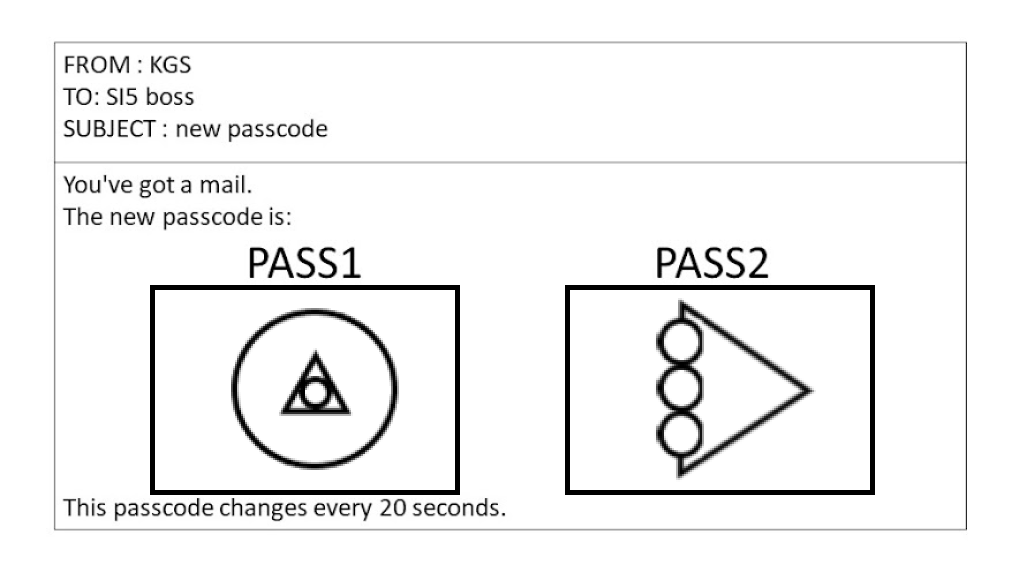 FROM : KGS
TO: SI5 boss
SUBJECT : new passcode
You've got a mail.
The new passcode is:
PASS1 PASS2
This passcode changes every 20 seconds.